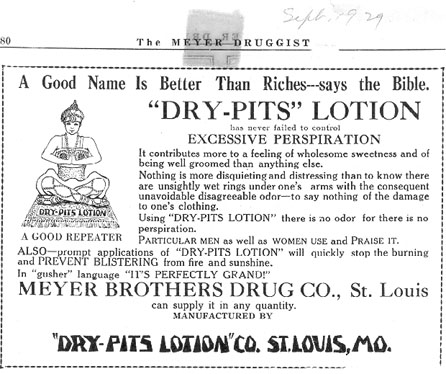 Sept. 1929
80
The MEYER DRUGGIST
A Good Name Is Better Than Riches---says the Bible.
"DRY-PITS" LOTION
has never failed to control
EXCESSIVE PERSPIRATION
It contributes more to a feeling of wholesome sweetness and of
being well groomed than anything else.
Nothing is more disquieting and distressing than to know there
are unsightly wet rings under one's arms with the consequent
unavoidable disagreeable odor—to say nothing of the damage
to one's clothing.
Using "DRY-PITS LOTION" there is no odor for there is no
perspiration.
PARTICULAR MEN as well as WOMEN USE and PRAISE IT.
DRY-PITS LOTION
A GOOD REPEATER
ALSO—prompt applications of "DRY-PITS LOTION" will quickly stop the burning
and PREVENT BLISTERING from fire and sunshine.
In "gusher" language "IT'S PERFECTLY GRAND!"
MEYER BROTHERS DRUG CO., St. Louis
can supply it in any quantity.
MANUFACTURED BY
"DRY-PITS LOTION" CO. ST. LOUIS, MO.